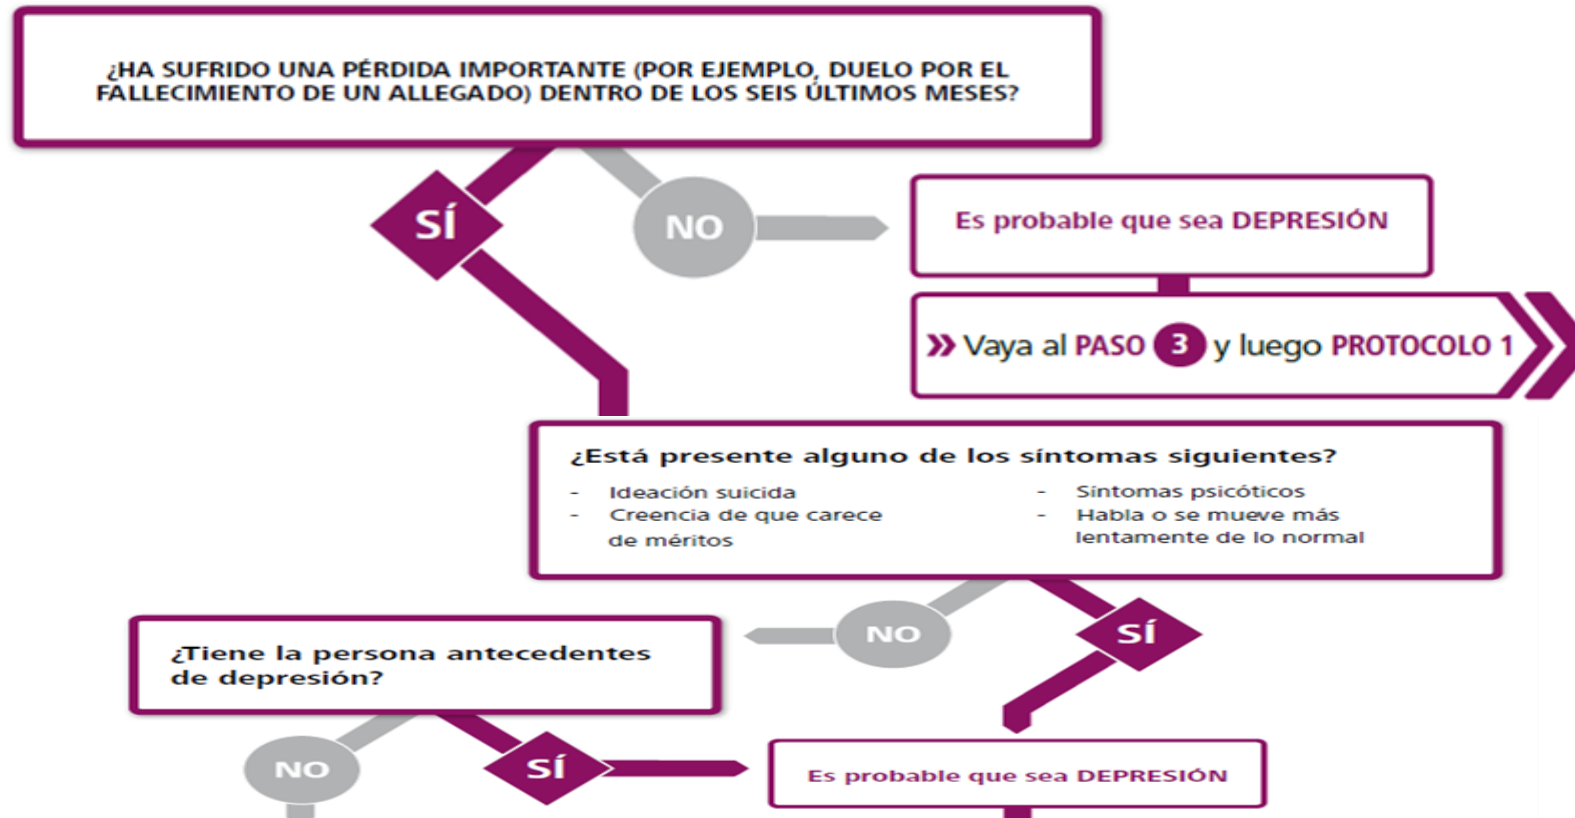 ¿HA SUFRIDO UNA PÉRDIDA IMPORTANTE (POR EJEMPLO, DUELO POR EL
FALLECIMIENTO DE UN ALLEGADO) DENTRO DE LOS SEIS ÚLTIMOS MESES?
SÍ
NO
Es probable que sea DEPRESIÓN
» Vaya al PASO 3 y luego PROTOCOLO 1
¿Está presente alguno de los síntomas siguientes?
- Ideación suicida
- Creencia de que carece
de méritos
- Síntomas psicóticos
- Habla o se mueve más
lentamente de lo normal
NO
SÍ
¿Tiene la persona antecedentes
de depresión?
NO
SÍ
Es probable que sea DEPRESIÓN